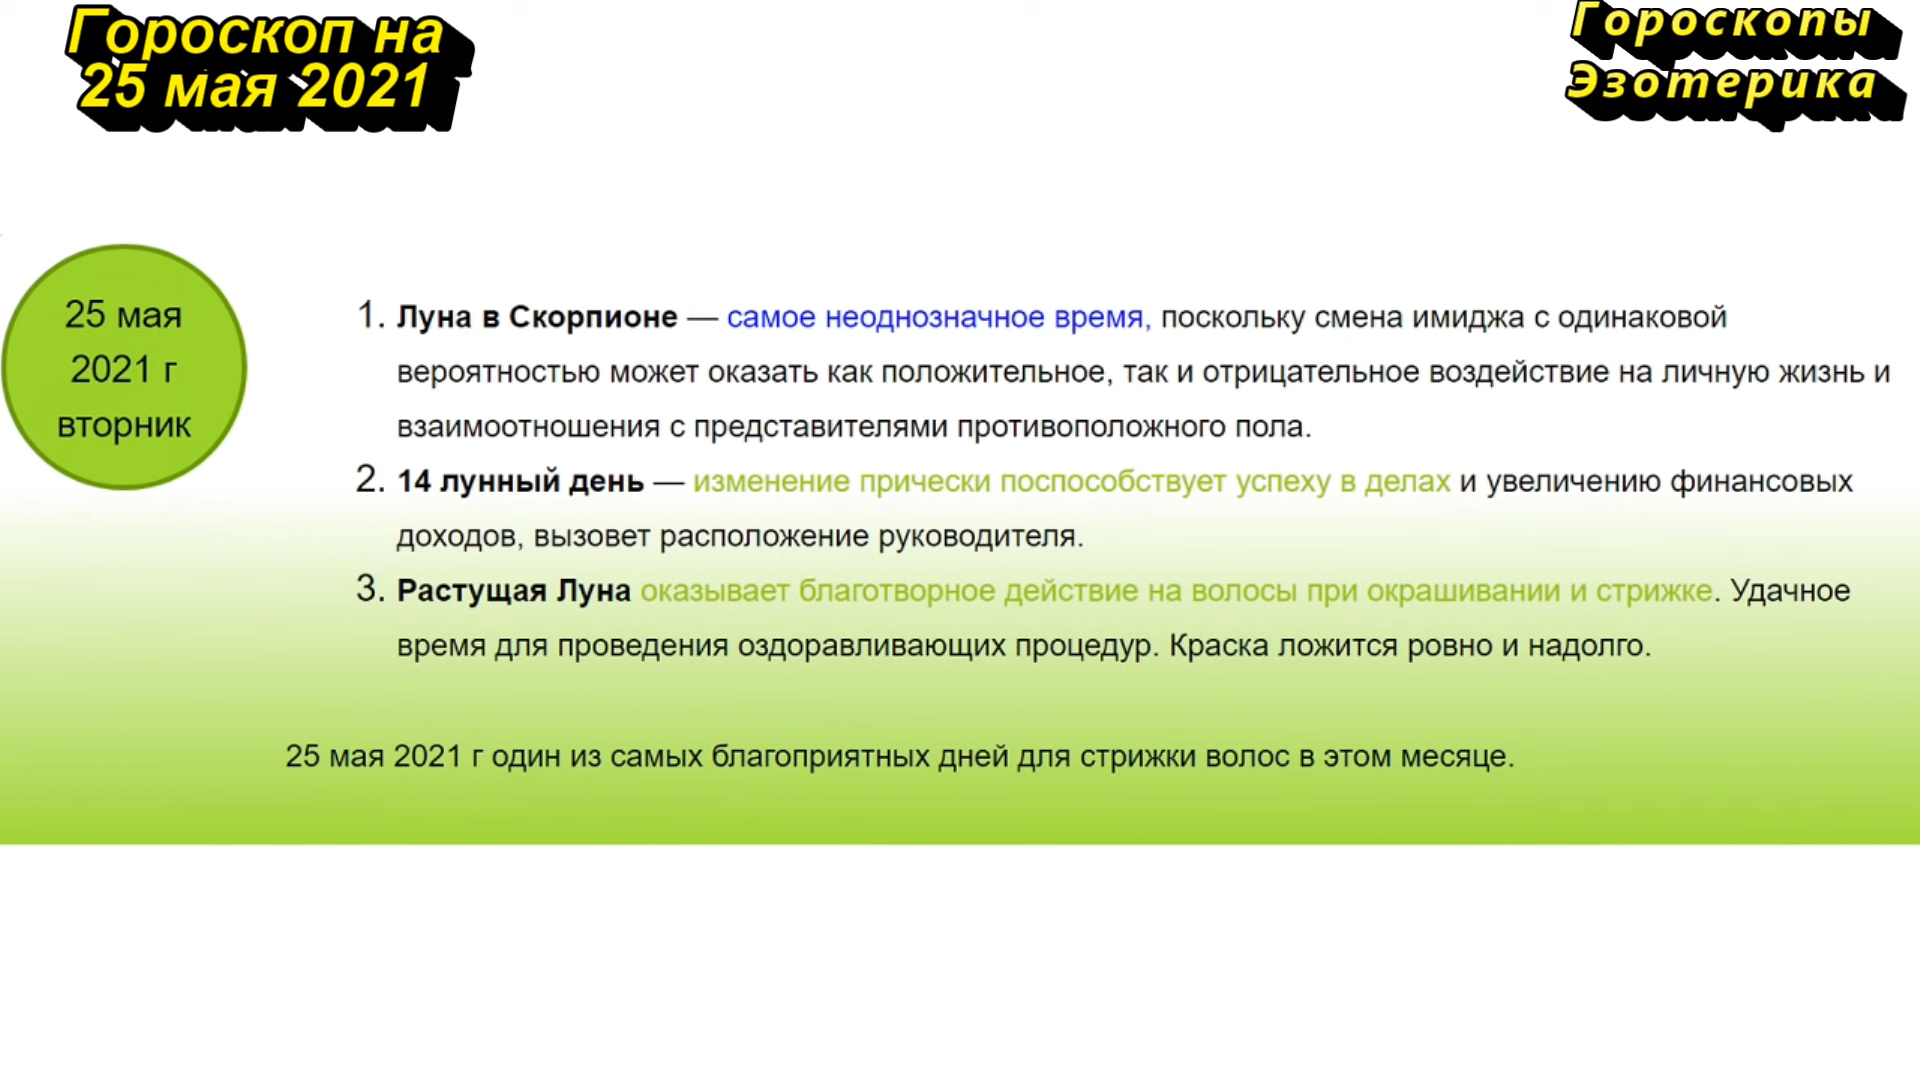 Гороскоп на
25 мая 2021
Гороскопы
Эзотерика
25 мая
2021 г
вторник
1. Луна в Скорпионе — самое неоднозначное время, поскольку смена имиджа с одинаковой
вероятностью может оказать как положительное, так и отрицательное воздействие на личную жизнь и
взаимоотношения с представителями противоположного пола.
2. 14 лунный день — изменение прически поспособствует успеху в делах и увеличению финансовых
доходов, вызовет расположение руководителя.
3. Растущая Луна оказывает благотворное действие на волосы при окрашивании и стрижке. Удачное
время для проведения оздоравливающих процедур. Краска ложится ровно и надолго.
25 мая 2021 г один из самых благоприятных дней для стрижки волос в этом месяце.